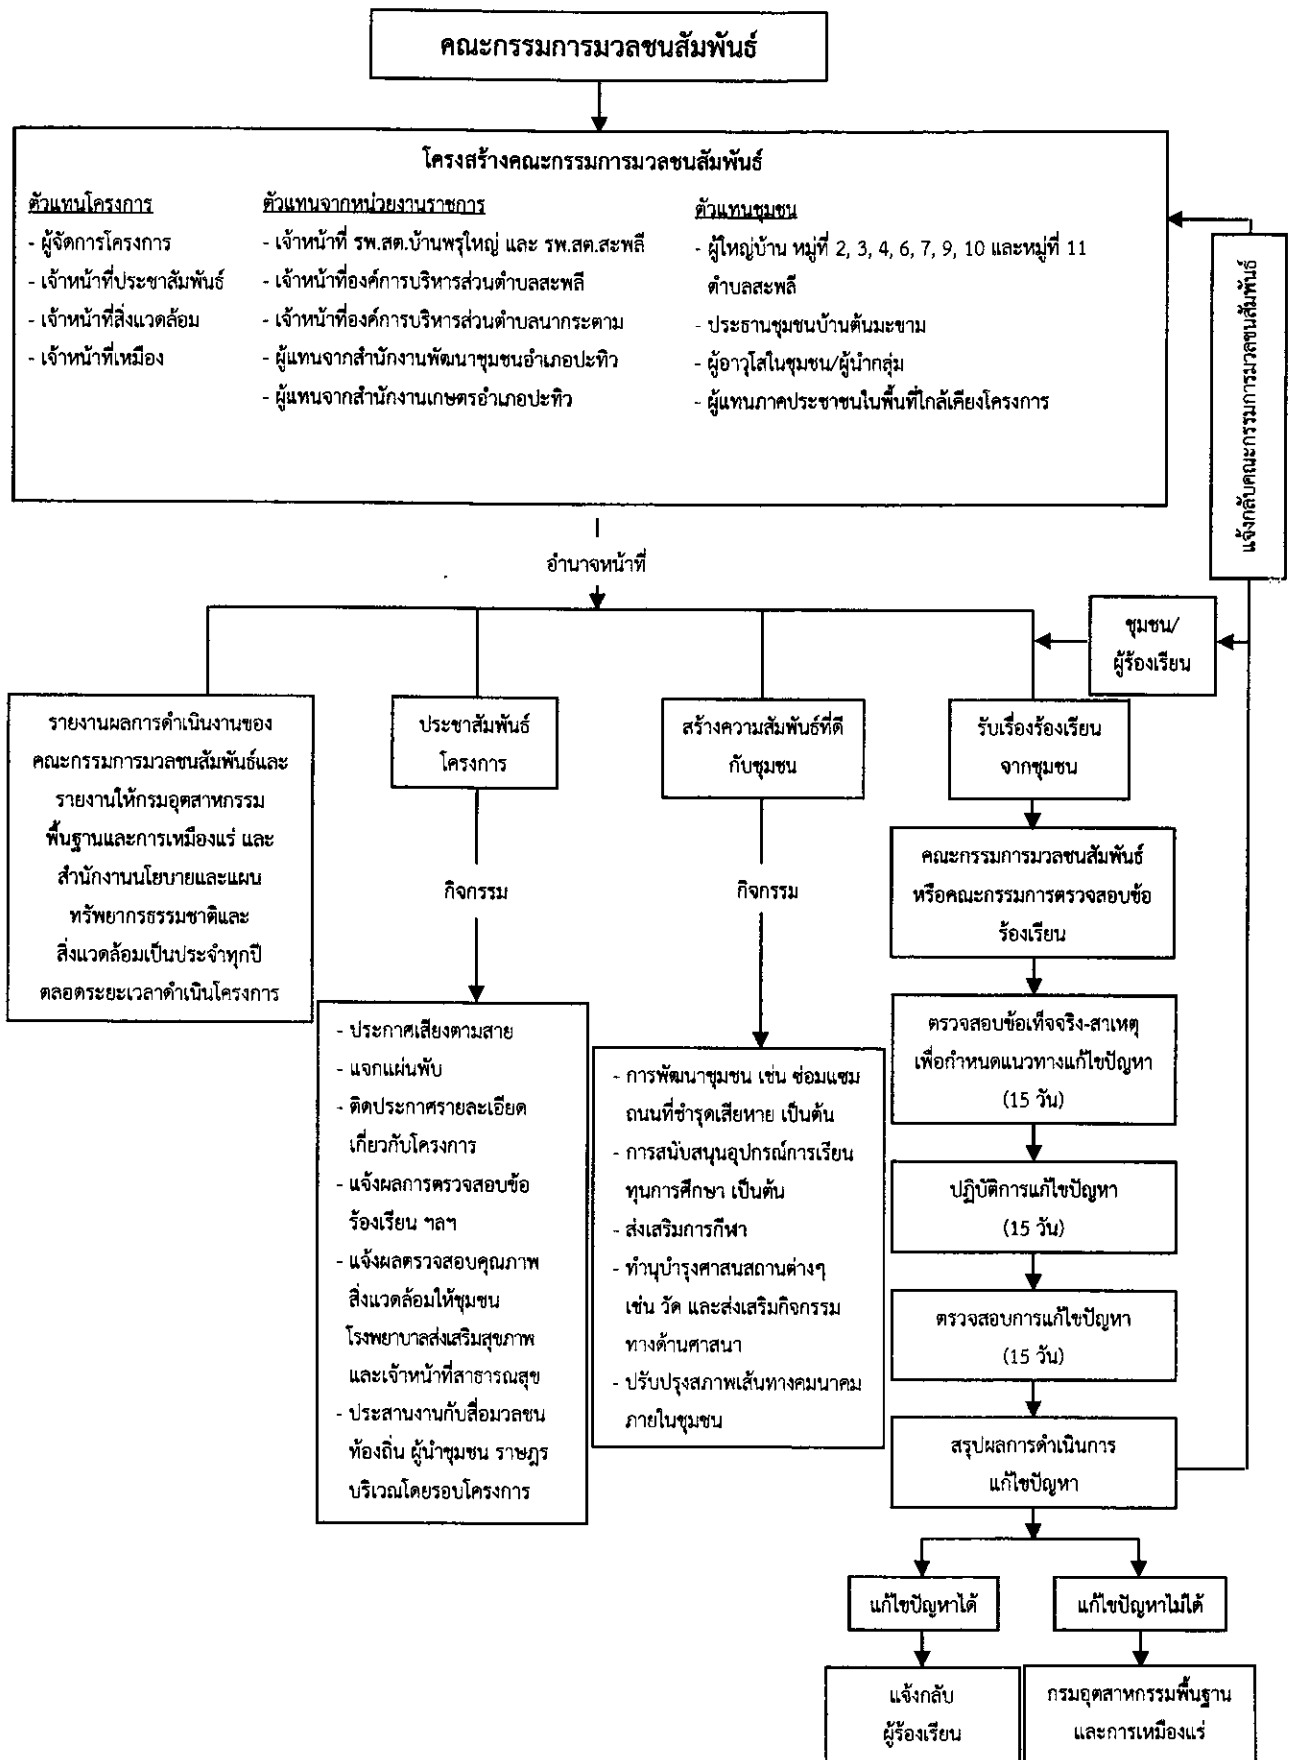 คณะกรรมการมวลชนสัมพันธ์
โครงสร้างคณะกรรมการมวลชนสัมพันธ์
ตัวแทนโครงการ
- ผู้จัดการโครงการ
- เจ้าหน้าที่ประชาสัมพันธ์
- เจ้าหน้าที่สิ่งแวดล้อม
- เจ้าหน้าที่เหมือง
ตัวแทนจากหน่วยงานราชการ
- เจ้าหน้าที่ รพ.สต.บ้านพรุใหญ่ และ รพ.สต.สะพลี
- เจ้าหน้าที่องค์การบริหารส่วนตำบลสะพลี
- เจ้าหน้าที่องค์การบริหารส่วนตำบลนากระตาม
- ผู้แทนจากสำนักงานพัฒนาชุมชนอำเภอปะทิว
- ผู้แทนจากสำนักงานเกษตรอำเภอปะทิว
ตัวแทนชุมชน
- ผู้ใหญ่บ้าน หมู่ที่ 2, 3, 4, 6, 7, 9, 10 และหมู่ที่ 11
ตำบลสะพลี
- ประธานชุมชนบ้านต้นมะขาม
- ผู้อาวุโสในชุมชน/ผู้นำกลุ่ม
- ผู้แทนภาคประชาชนในพื้นที่ใกล้เคียงโครงการ
แจ้งกลับคณะกรรมการมวลชนสัมพันธ์
อำนาจหน้าที่
ชุมชน/
ผู้ร้องเรียน
รายงานผลการดำเนินงานของ
คณะกรรมการมวลชนสัมพันธ์และ
รายงานให้กรมอุตสาหกรรม
พื้นฐานและการเหมืองแร่ และ
สำนักงานนโยบายและแผน
ทรัพยากรธรรมชาติและ
สิ่งแวดล้อมเป็นประจำทุกปี
ตลอดระยะเวลาดำเนินโครงการ
ประชาสัมพันธ์
โครงการ
กิจกรรม
- ประกาศเสียงตามสาย
- แจกแผ่นพับ
- ติดประกาศรายละเอียด
เกี่ยวกับโครงการ
- แจ้งผลการตรวจสอบข้อ
ร้องเรียน ฯลฯ
- แจ้งผลตรวจสอบคุณภาพ
สิ่งแวดล้อมให้ชุมชน
โรงพยาบาลส่งเสริมสุขภาพ
และเจ้าหน้าที่สาธารณสุข
- ประสานงานกับสื่อมวลชน
ท้องถิ่น ผู้นำชุมชน ราษฎร
บริเวณโดยรอบโครงการ
สร้างความสัมพันธ์ที่ดี
กับชุมชน
กิจกรรม
- การพัฒนาชุมชน เช่น ซ่อมแซม
ถนนที่ชำรุดเสียหาย เป็นต้น
- การสนับสนุนอุปกรณ์การเรียน
ทุนการศึกษา เป็นต้น
- ส่งเสริมการกีฬา
- ทำนุบำรุงศาสนสถานต่างๆ
เช่น วัด และส่งเสริมกิจกรรม
ทางด้านศาสนา
- ปรับปรุงสภาพเส้นทางคมนาคม
ภายในชุมชน
รับเรื่องร้องเรียน
จากชุมชน
คณะกรรมการมวลชนสัมพันธ์
หรือคณะกรรมการตรวจสอบข้อ
ร้องเรียน
ตรวจสอบข้อเท็จจริง-สาเหตุ
เพื่อกำหนดแนวทางแก้ไขปัญหา
(15 วัน)
ปฏิบัติการแก้ไขปัญหา
(15 วัน)
ตรวจสอบการแก้ไขปัญหา
(15 วัน)
สรุปผลการดำเนินการ
แก้ไขปัญหา
แก้ไขปัญหาได้
แก้ไขปัญหาไม่ได้
แจ้งกลับ
ผู้ร้องเรียน
กรมอุตสาหกรรมพื้นฐาน
และการเหมืองแร่